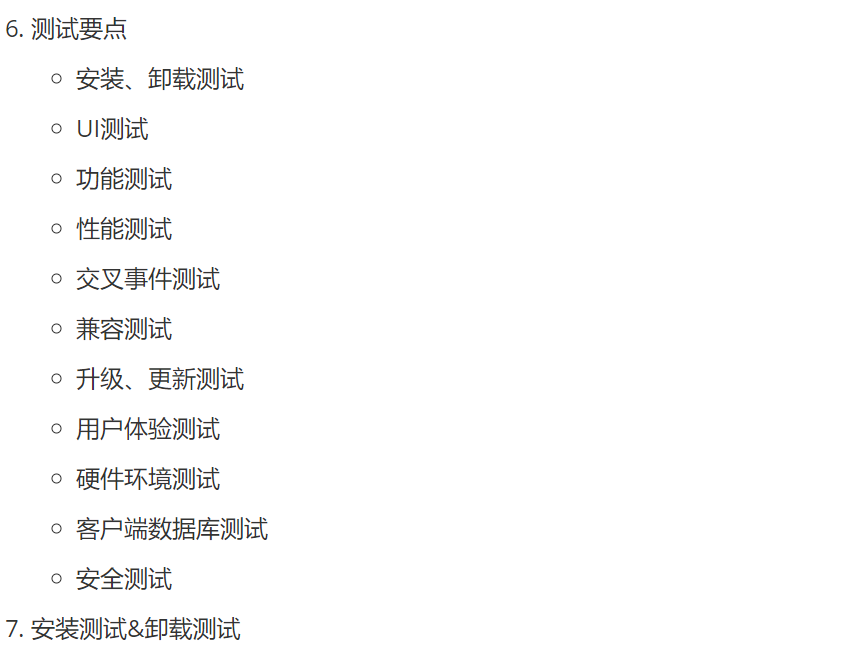 6. 测试要点
安装、卸载测试
UI测试
功能测试
性能测试
交叉事件测试
兼容测试
升级、更新测试
用户体验测试
硬件环境测试
客户端数据库测试
安全测试
7. 安装测试&卸载测试